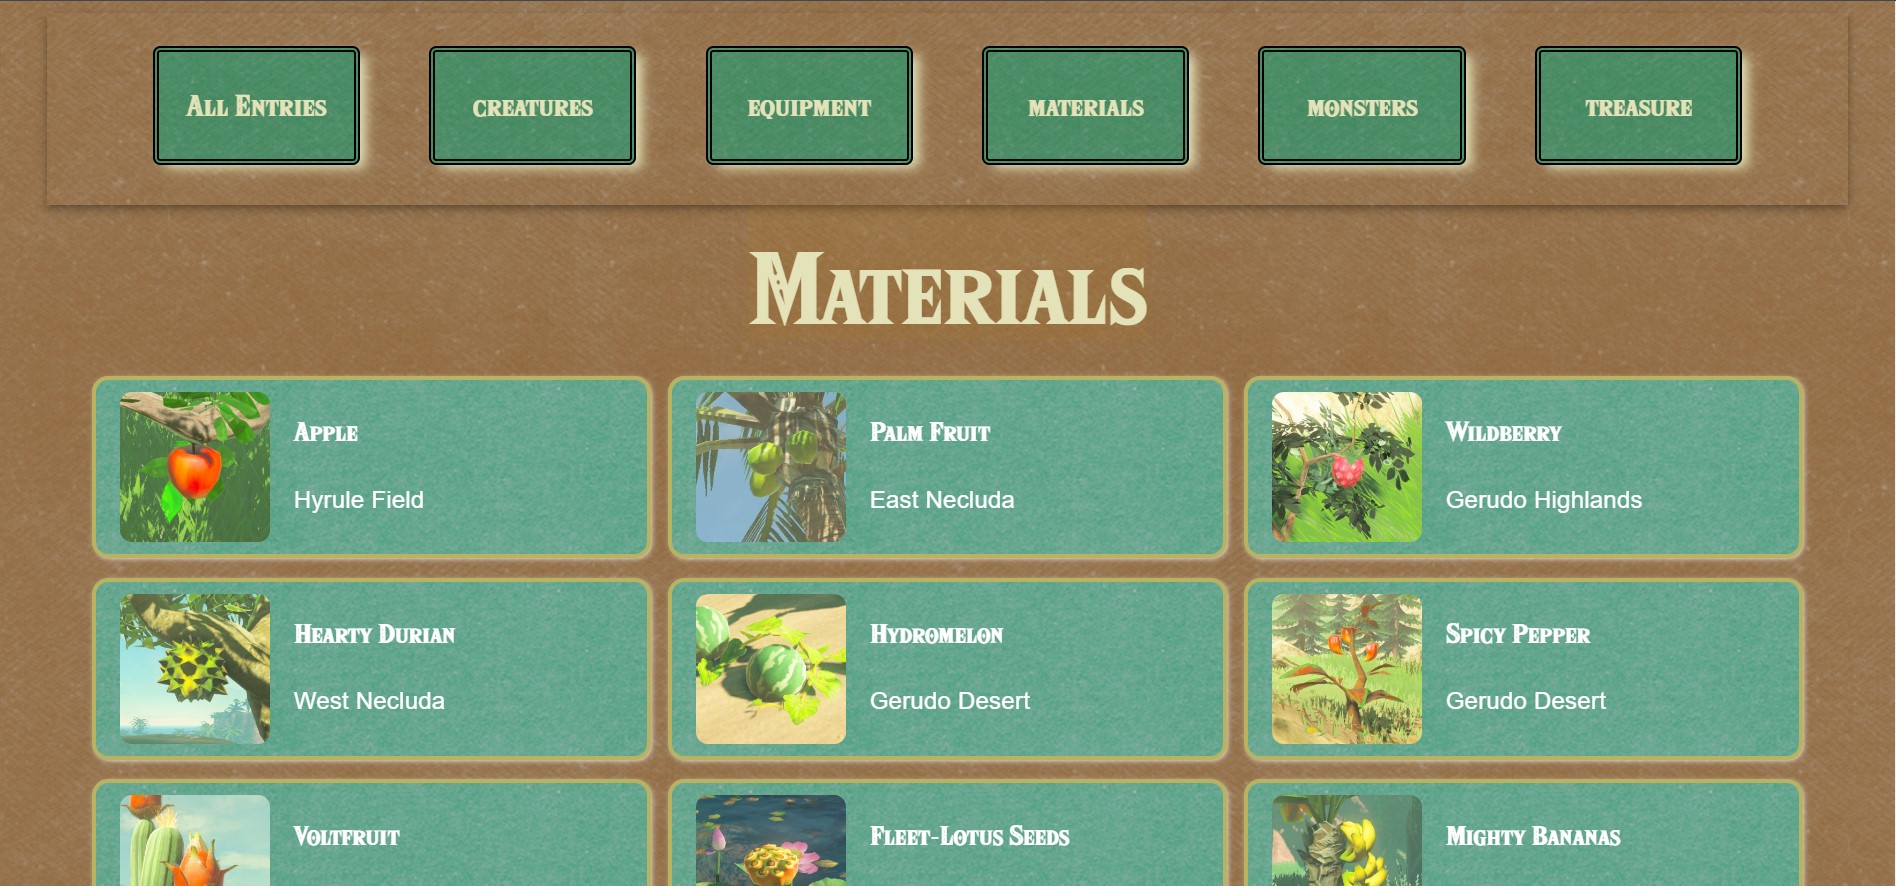 All Entries
creatures
equipment
materials
monsters
treasure
Materials
Apple
Hyrule Field
Palm Fruit
East Necluda
Wildberry
Gerudo Highlands
Hearty Durian
West Necluda
Hydromelon
Gerudo Desert
Spicy Pepper
Gerudo Desert
Voltfruit
Fleet-Lotus Seeds
Mighty Bananas